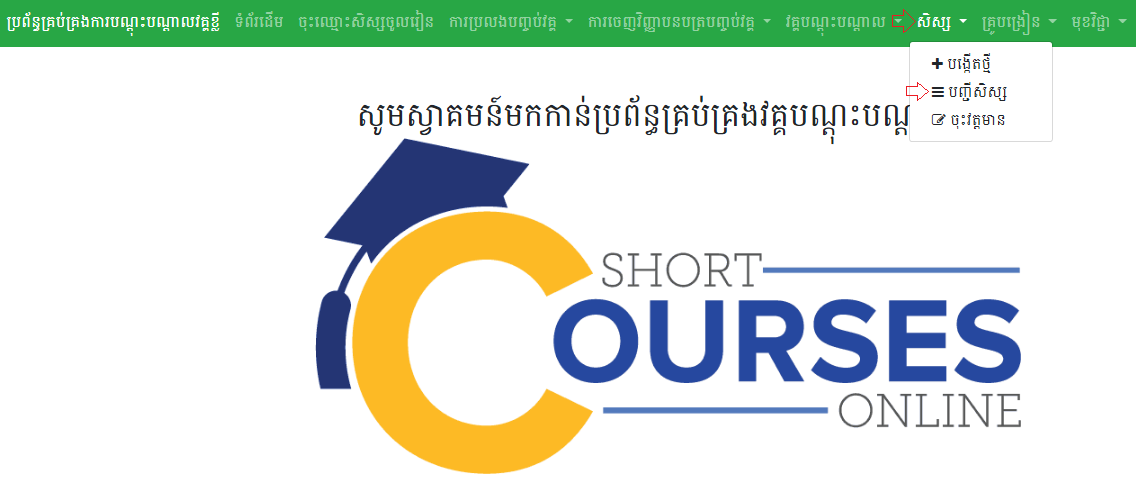 ប្រព័ន្ធគ្រប់គ្រងការបណ្តុះបណ្តាលវគ្គខ្លី ទំព័រដើម ចុះឈ្មោះសិស្សចូលរៀន ការប្រលងបញ្ចប់វគ្គ ការចេញវិញ្ញាបនបត្របញ្ចប់វគ្គ វគ្គបណ្តុះបណ្តាល សិស្ស គ្រូបង្រៀន មុខវិជ្ជា
បង្កើតថ្មី
បញ្ជីសិស្ស
ចុះវត្តមាន
សូមស្វាគមន៍មកកាន់ប្រព័ន្ធគ្រប់គ្រងវគ្គបណ្តុះបណ្ត
SHORT
COURSES
ONLINE